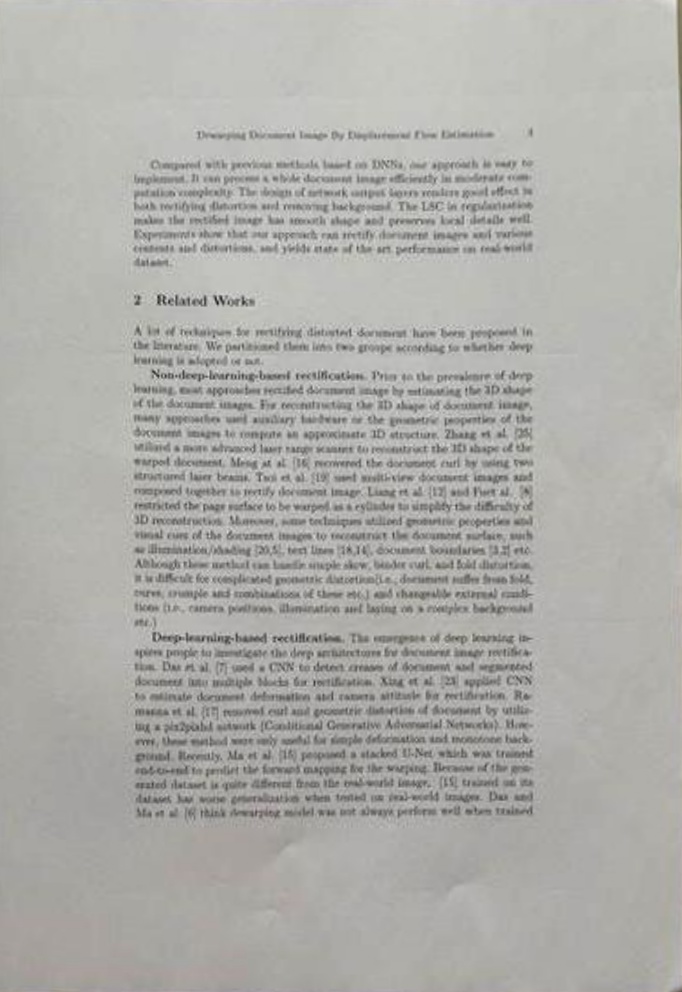 Dewarping Document Image By Displacement Flow Estimation 3
Compared with previous methods based on DNNs, our approach is easy to
implement. It can process a whole document image efficiently in moderate com-
putation complexity. The design of network output layers renders good effect in
both rectifying distortion and removing background. The LSC in regularization
makes the rectified image has smooth shape and preserves local details well.
Experiments show that our approach can rectify document images and various
contents and distortions, and yields state of the art performance on real-world
dataset.
2 Related Works
A lot of techniques for rectifying distorted document have been proposed in
the literature. We partitioned them into two groups according to whether deep
learning is adopted or not.
Non-deep-learning-based rectification. Prior to the prevalence of deep
learning, most approaches rectified document image by estimating the 3D shape
of the document images. For reconstructing the 3D shape of document image,
many approaches used auxiliary hardware or the geometric properties of the
document images to compute an approximate 3D structure. Zhang et al. [25]
utilized a more advanced laser range scanner to reconstruct the 3D shape of the
warped document. Meng at al. [16] recovered the document curl by using two
structured laser beams. Tsoi et al. [19] used multi-view document images and
composed together to rectify document image. Liang et al. [12] and Fuet al. [8]
restricted the page surface to be warped as a cylinder to simplify the difficulty of
3D reconstruction. Moreover, some techniques utilized geometric properties and
visual cues of the document images to reconstruct the document surface, such
as illumination/shading [20,5], text lines [18,14], document boundaries [3,2] etc.
Although these method can handle simple skew, binder curl, and fold distortion,
it is difficult for complicated geometric distortion(i.e., document suffer from fold,
curve, crumple and combinations of these etc.) and changeable external condi-
tions (i.e., camera positions, illumination and laying on a complex background
etc.)
Deep-learning-based rectification. The emergence of deep learning in-
spires people to investigate the deep architectures for document image rectifica-
tion. Das et al. [7] used a CNN to detect creases of document and segmented
document into multiple blocks for rectification. Xing et al. [23] applied CNN
to estimate document deformation and camera attitude for rectification. Ra-
manna et al. [17] removed curl and geometric distortion of document by utiliz-
ing a pix2pixhd network (Conditional Generative Adversarial Networks). How-
ever, these method were only useful for simple deformation and monotone back-
ground. Recently, Ma et al. [15] proposed a stacked U-Net which was trained
end-to-end to predict the forward mapping for the warping. Because of the gen-
erated dataset is quite different from the real-world image, [15] trained on its
dataset has worse generalization when tested on real-world images. Das and
Ma et al. [6] think dewarping model was not always perform well when trained